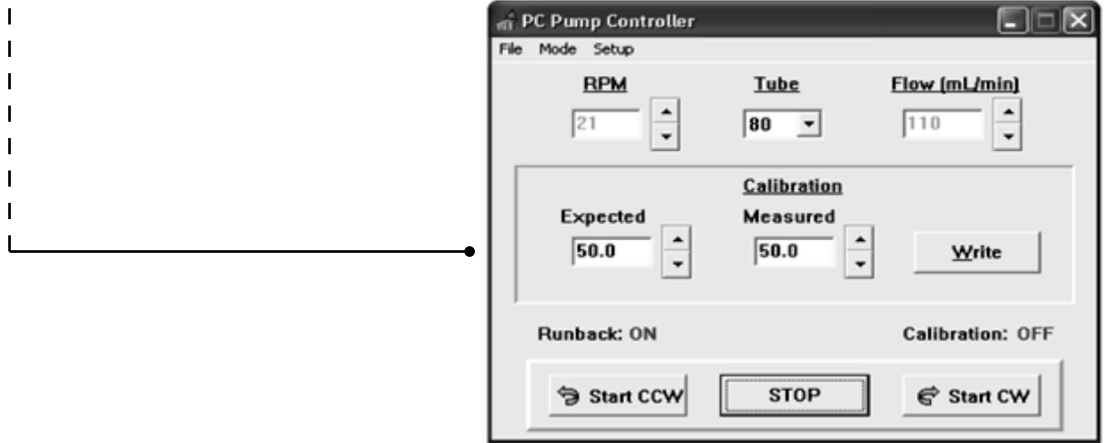 PC Pump Controller
File Mode Setup
RPM Tube Flow (mL/min)
21 80 110
Calibration
Expected Measured
50.0 50.0 Write
Runback: ON Calibration: OFF
Start CCW STOP Start CW